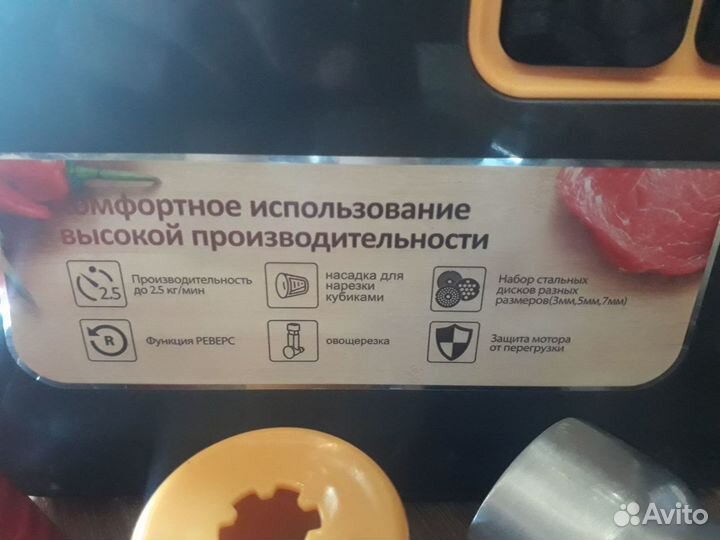 комфортное использование
высокой производительности
2.5
Производительность
до 2.5 кг/мин
насадка для
нарезки
кубиками
Набор стальных
дисков разных
размеров(3мм,5мм,7мм)
R
Функция РЕВЕРС
овощерезка
Защита мотора
от перегрузки
Avito